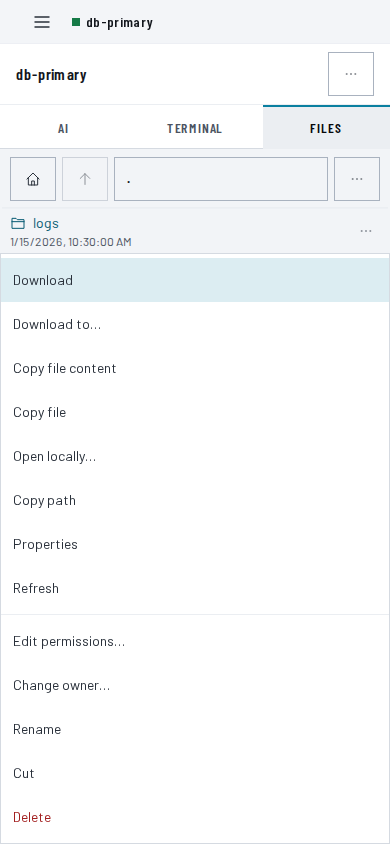 db-primary
db-primary
...
AI
TERMINAL
FILES
.
...
logs
1/15/2026, 10:30:00 AM
...
Download
Download to...
Copy file content
Copy file
Open locally...
Copy path
Properties
Refresh
Edit permissions...
Change owner...
Rename
Cut
Delete